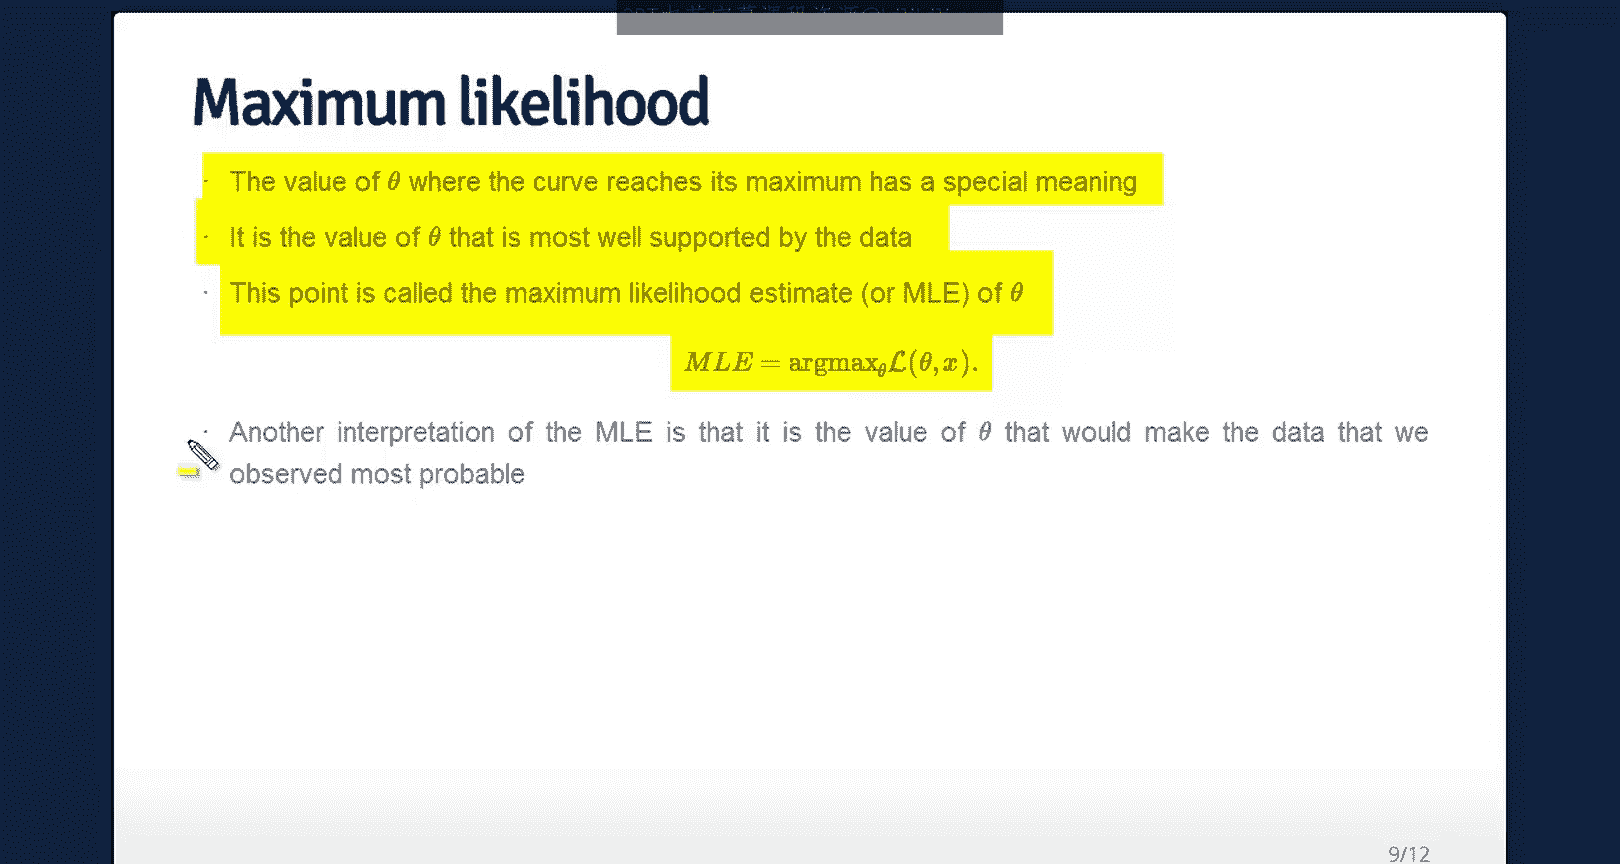 Maximum likelihood
· The value of θ where the curve reaches its maximum has a special meaning
· It is the value of θ that is most well supported by the data
· This point is called the maximum likelihood estimate (or MLE) of θ
MLE = argmax_θ ℒ(θ, x).
· Another interpretation of the MLE is that it is the value of θ that would make the data that we
observed most probable
9/12